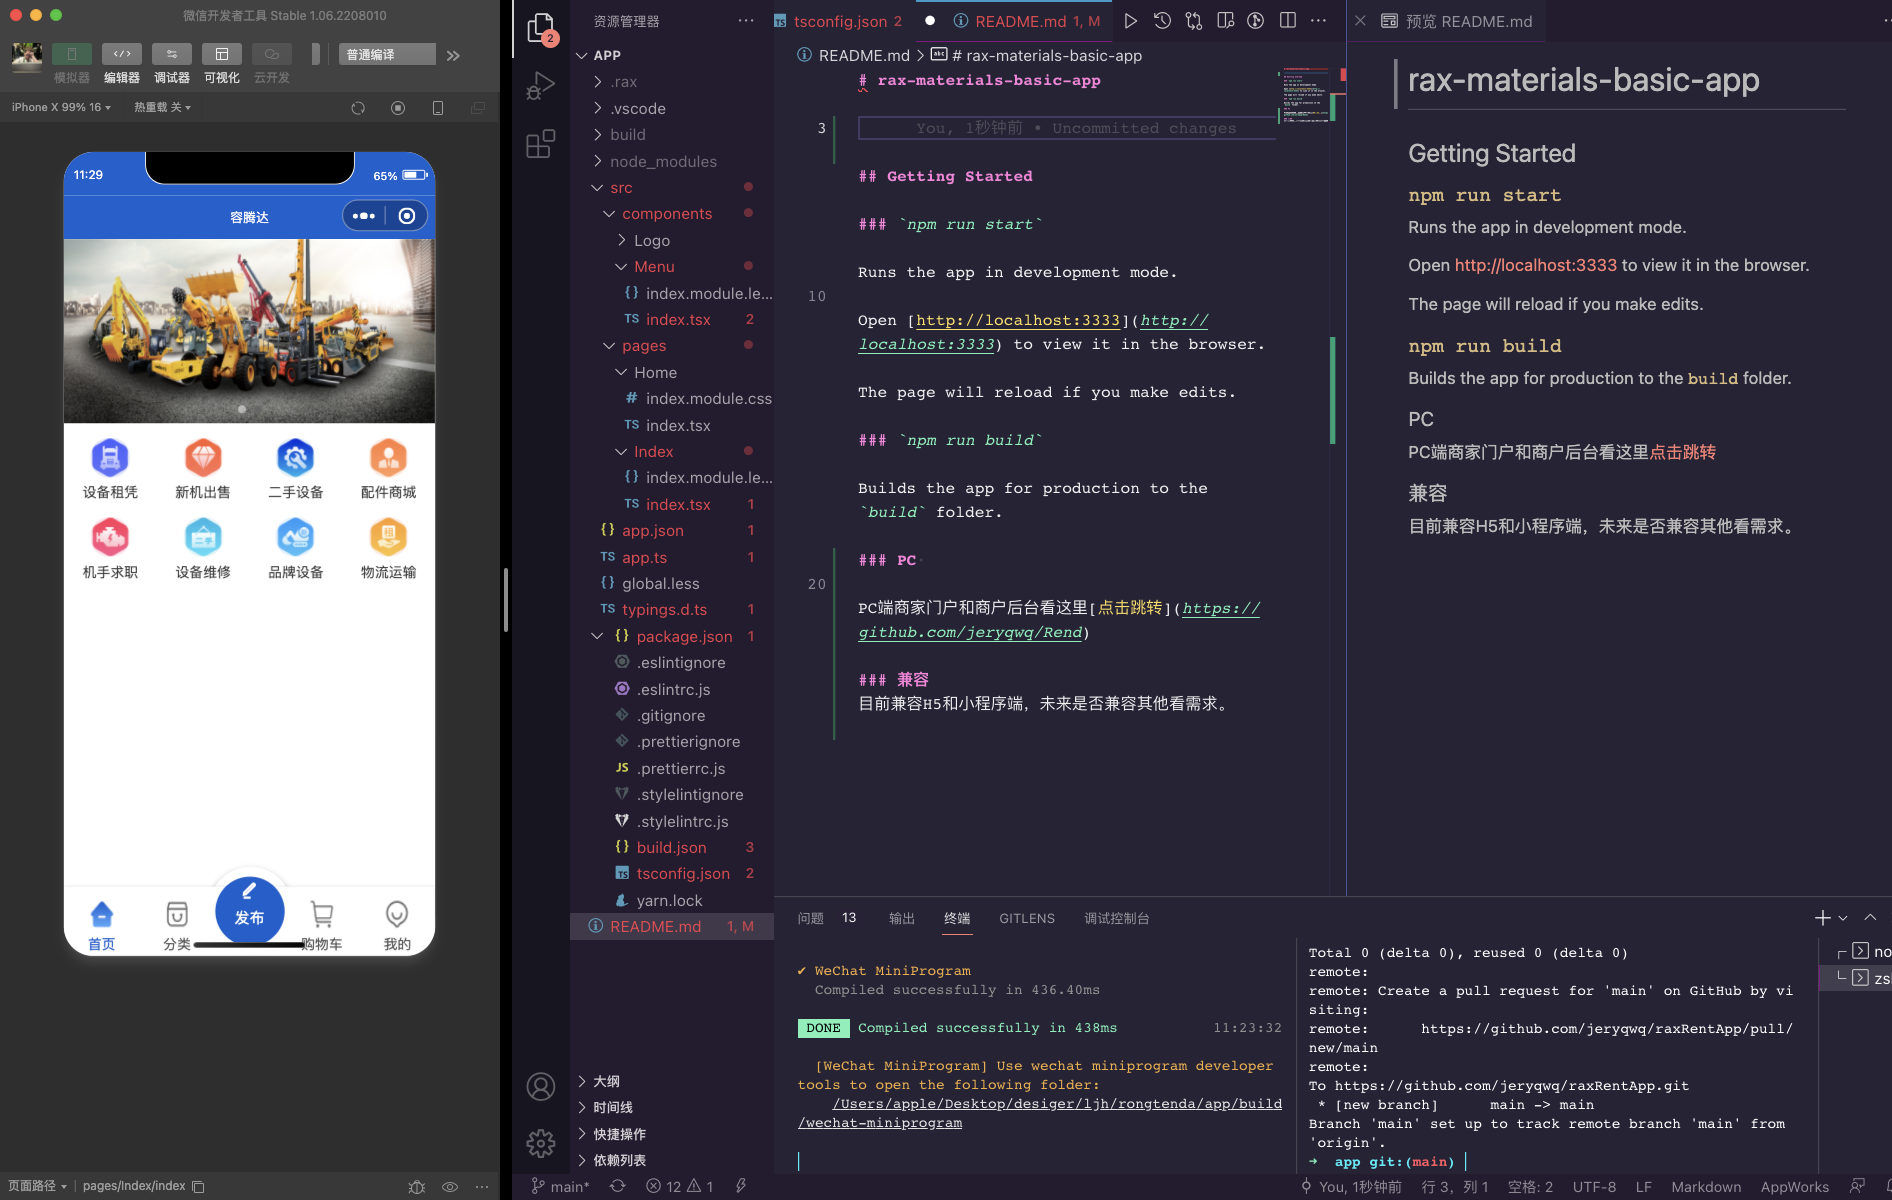 微信开发者工具 Stable 1.06.2208010
模拟器
编辑器
调试器
可视化
云开发
普通编译
iPhone X 99% 16
热重载 关
11:29
65%
容腾达
设备租凭
新机出售
二手设备
配件商城
机手求职
设备维修
品牌设备
物流运输
首页
分类
发布
购物车
我的
页面路径
pages/Index/index
2
资源管理器
APP
.rax
.vscode
build
node_modules
src
components
Logo
Menu
index.module.le...
index.tsx 2
pages
Home
index.module.css
index.tsx
Index
index.module.le...
index.tsx 1
app.json 1
app.ts 1
global.less
typings.d.ts 1
package.json 1
.eslintignore
.eslintrc.js
.gitignore
.prettierignore
.prettierrc.js
.stylelintignore
.stylelintrc.js
build.json 3
tsconfig.json 2
yarn.lock
README.md 1, M
大纲
时间线
快捷操作
依赖列表
tsconfig.json 2
README.md 1, M
README.md > # rax-materials-basic-app
# rax-materials-basic-app
3
You, 1秒钟前 • Uncommitted changes
## Getting Started
### `npm run start`
Runs the app in development mode.
10
Open [http://localhost:3333](http://
localhost:3333) to view it in the browser.
The page will reload if you make edits.
### `npm run build`
Builds the app for production to the
`build` folder.
### PC
20
PC端商家门户和商户后台看这里[点击跳转](https://
github.com/jeryqwq/Rend)
### 兼容
目前兼容H5和小程序端，未来是否兼容其他看需求。
预览 README.md
rax-materials-basic-app
Getting Started
npm run start
Runs the app in development mode.
Open http://localhost:3333 to view it in the browser.
The page will reload if you make edits.
npm run build
Builds the app for production to the build folder.
PC
PC端商家门户和商户后台看这里点击跳转
兼容
目前兼容H5和小程序端，未来是否兼容其他看需求。
问题 13
输出
终端
GITLENS
调试控制台
✔ WeChat MiniProgram
Compiled successfully in 436.40ms
DONE Compiled successfully in 438ms 11:23:32
[WeChat MiniProgram] Use wechat miniprogram developer
tools to open the following folder:
/Users/apple/Desktop/desiger/ljh/rongtenda/app/build
/wechat-miniprogram
Total 0 (delta 0), reused 0 (delta 0)
remote:
remote: Create a pull request for 'main' on GitHub by vi
siting:
remote: https://github.com/jeryqwq/raxRentApp/pull/
new/main
remote:
To https://github.com/jeryqwq/raxRentApp.git
* [new branch] main -> main
Branch 'main' set up to track remote branch 'main' from
'origin'.
➜ app git:(main)
no
zsl
main*
12
1
You, 1秒钟前
行 3，列 1
空格: 2
UTF-8
LF
Markdown
AppWorks